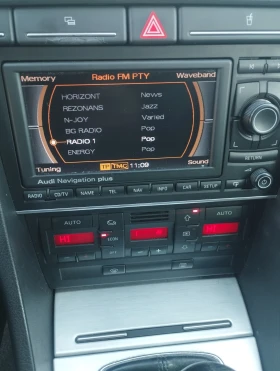 Memory Radio FM PTY Waveband
HORIZONT News
REZONANS Jazz
N-JOY Varied
BG RADIO Pop
RADIO 1 Pop
ENERGY Pop
Tuning TP TMC 11:09 Sound
Audi Navigation plus
RETURN
RADIO CD/TV NAME TEL NAV INFO CAR SETUP
AUTO AUTO
ECON
HI